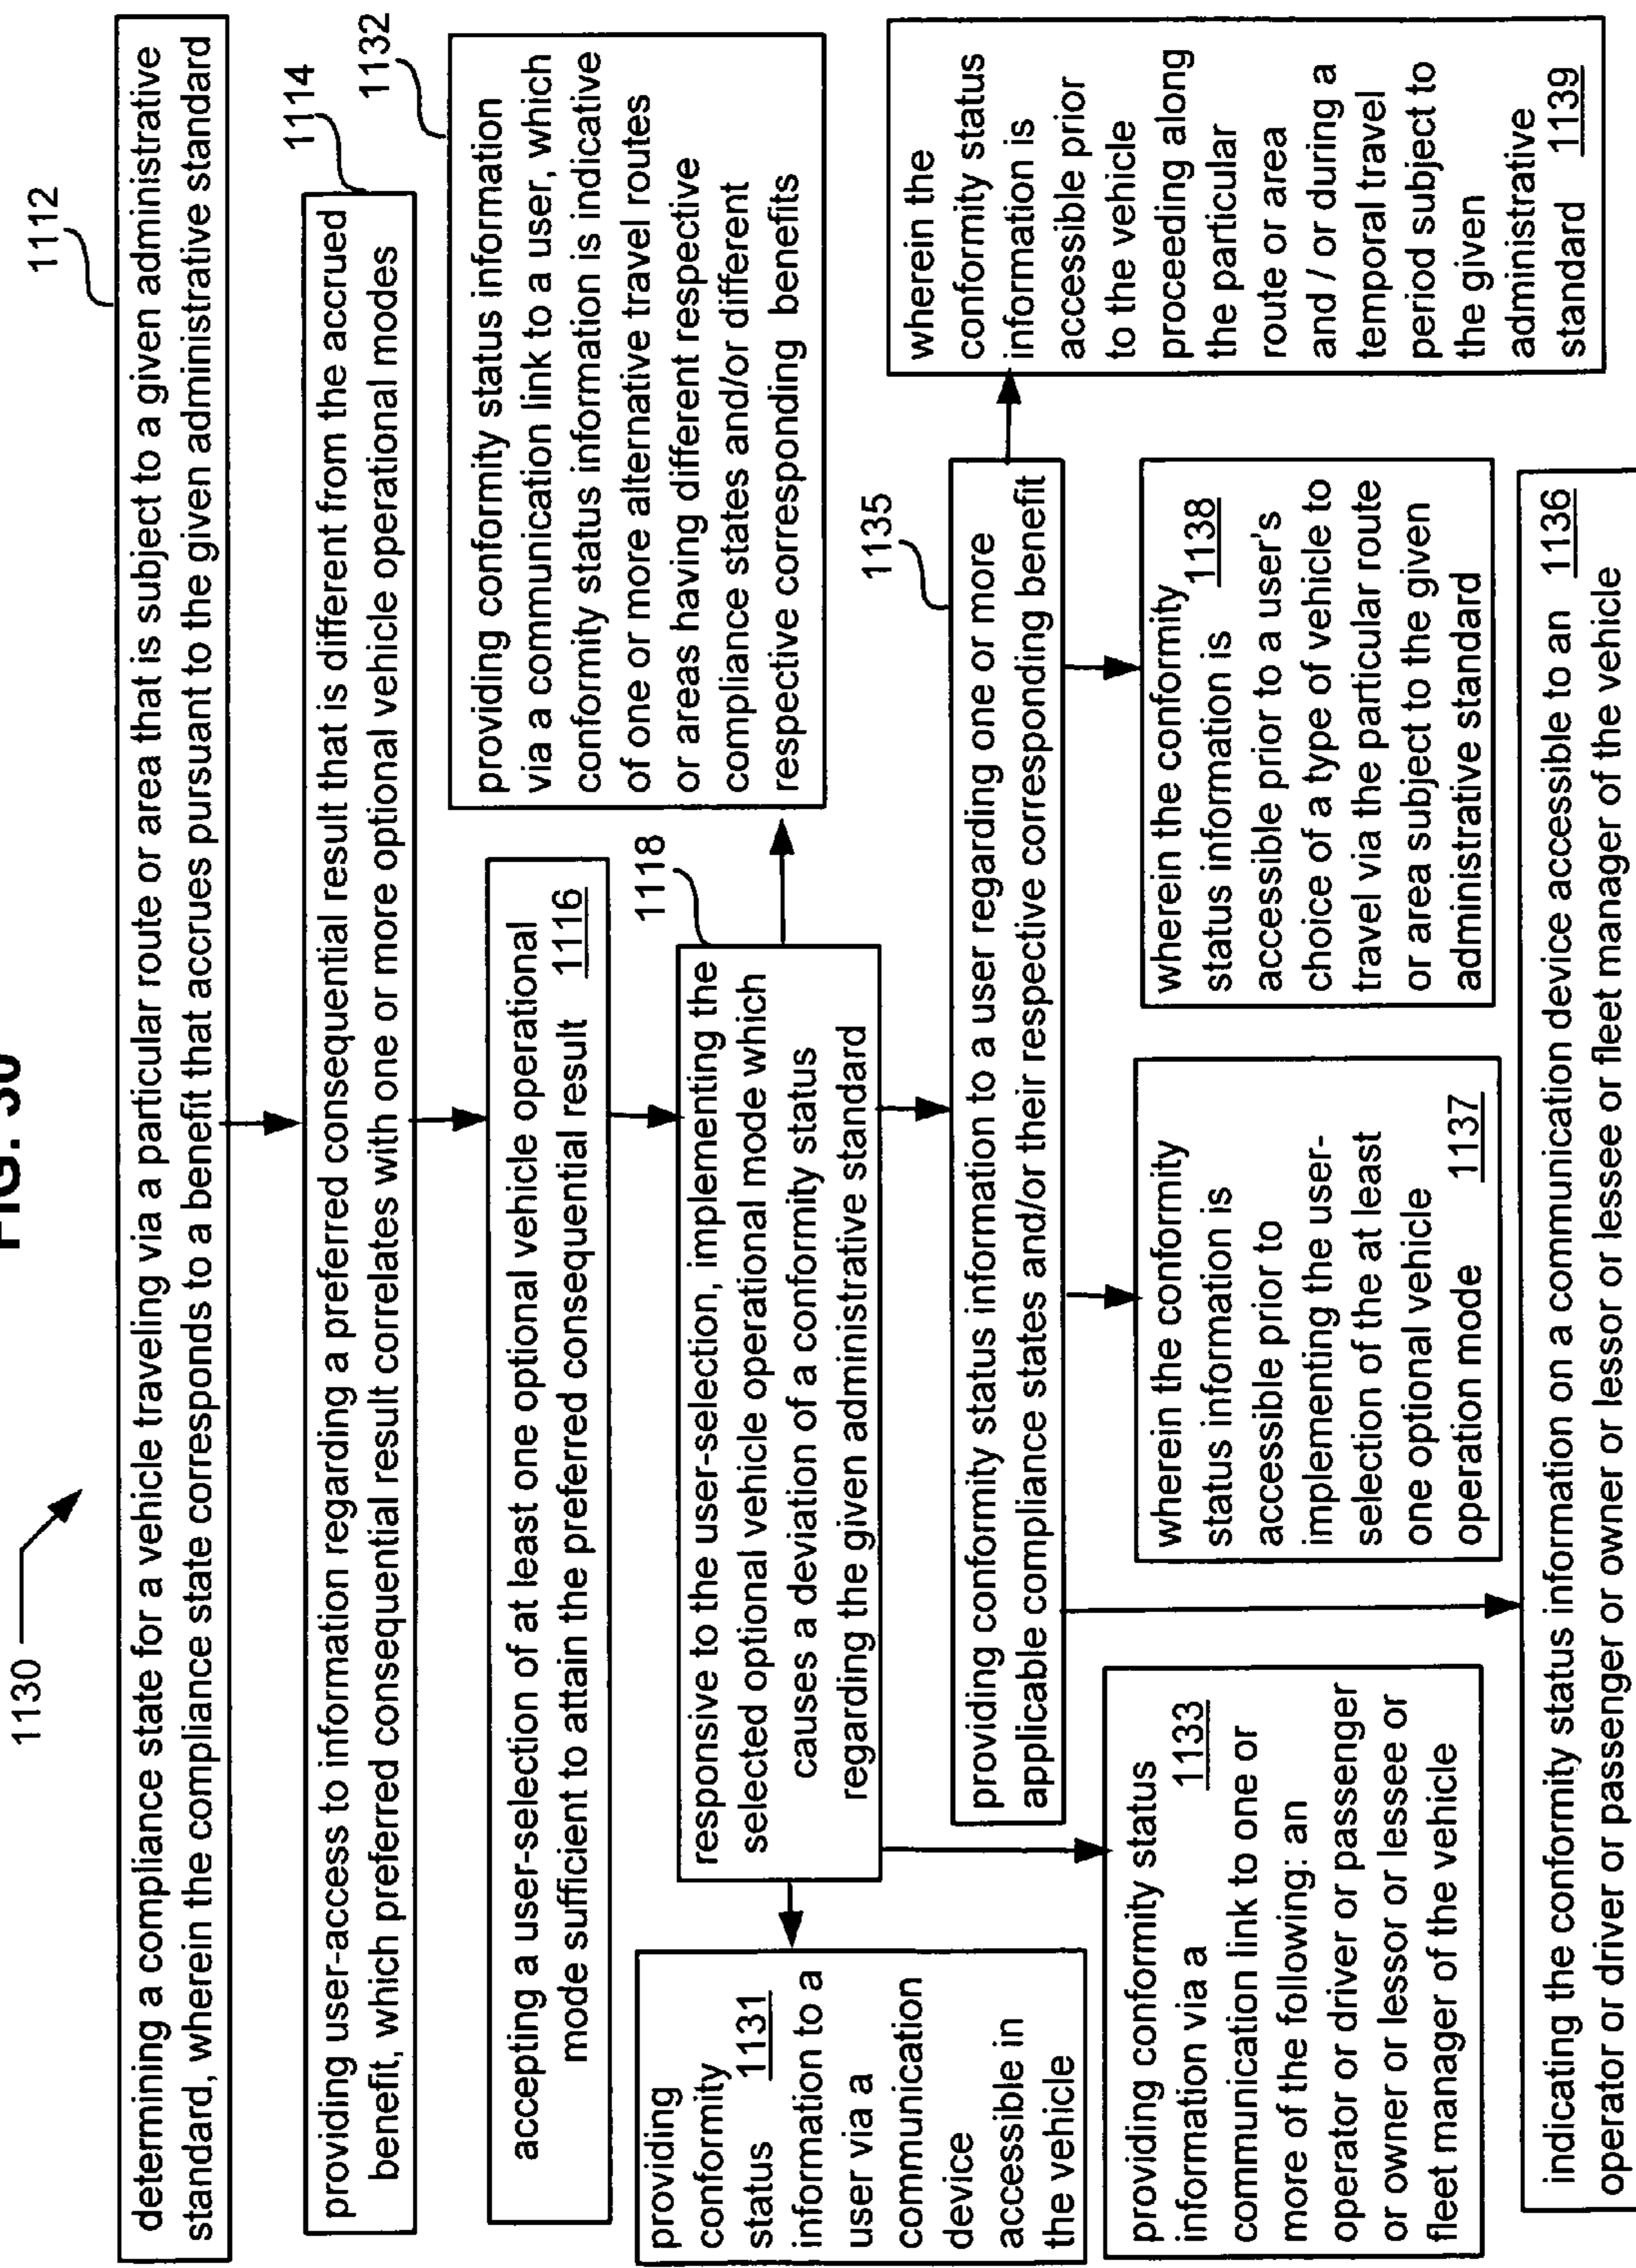 FIG. 30
1130
1112
determining a compliance state for a vehicle traveling via a particular route or area that is subject to a given administrative
standard, wherein the compliance state corresponds to a benefit that accrues pursuant to the given administrative standard
1114
providing user-access to information regarding a preferred consequential result that is different from the accrued
benefit, which preferred consequential result correlates with one or more optional vehicle operational modes
accepting a user-selection of at least one optional vehicle operational
mode sufficient to attain the preferred consequential result 1116
1132
providing conformity status information
via a communication link to a user, which
conformity status information is indicative
of one or more alternative travel routes
or areas having different respective
compliance states and/or different
respective corresponding benefits
1118
responsive to the user-selection, implementing the
selected optional vehicle operational mode which
causes a deviation of a conformity status
regarding the given administrative standard
providing
conformity
status 1131
information to a
user via a
communication
device
accessible in
the vehicle
1135
providing conformity status information to a user regarding one or more
applicable compliance states and/or their respective corresponding benefit
wherein the
conformity status
information is
accessible prior
to the vehicle
proceeding along
the particular
route or area
and / or during a
temporal travel
period subject to
the given
administrative
standard 1139
providing conformity status
information via a 1133
communication link to one or
more of the following: an
operator or driver or passenger
or owner or lessor or lessee or
fleet manager of the vehicle
wherein the conformity
status information is
accessible prior to
implementing the user-
selection of the at least
one optional vehicle
operation mode 1137
wherein the conformity
status information is 1138
accessible prior to a user's
choice of a type of vehicle to
travel via the particular route
or area subject to the given
administrative standard
indicating the conformity status information on a communication device accessible to an 1136
operator or driver or passenger or owner or lessor or lessee or fleet manager of the vehicle